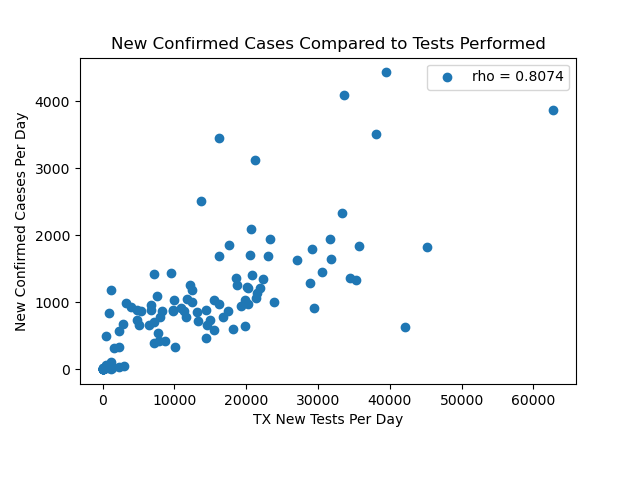 New Confirmed Cases Compared to Tests Performed
rho = 0.8074
New Confirmed Caeses Per Day
4000
3000
2000
1000
0
0 10000 20000 30000 40000 50000 60000
TX New Tests Per Day